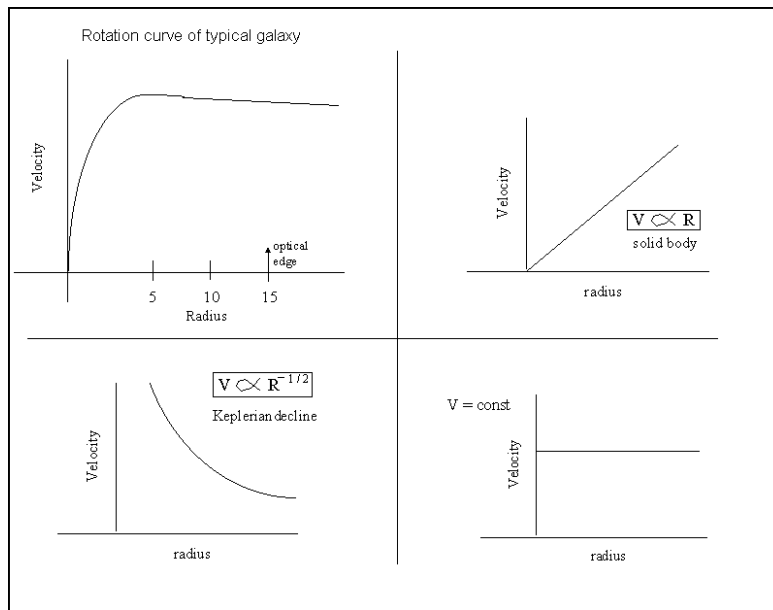 Rotation curve of typical galaxy
Velocity
optical
edge
5 10 15
Radius
Velocity
V ∝ R
solid body
radius
V ∝ R^-1/2
Keplerian decline
Velocity
radius
V = const
Velocity
radius